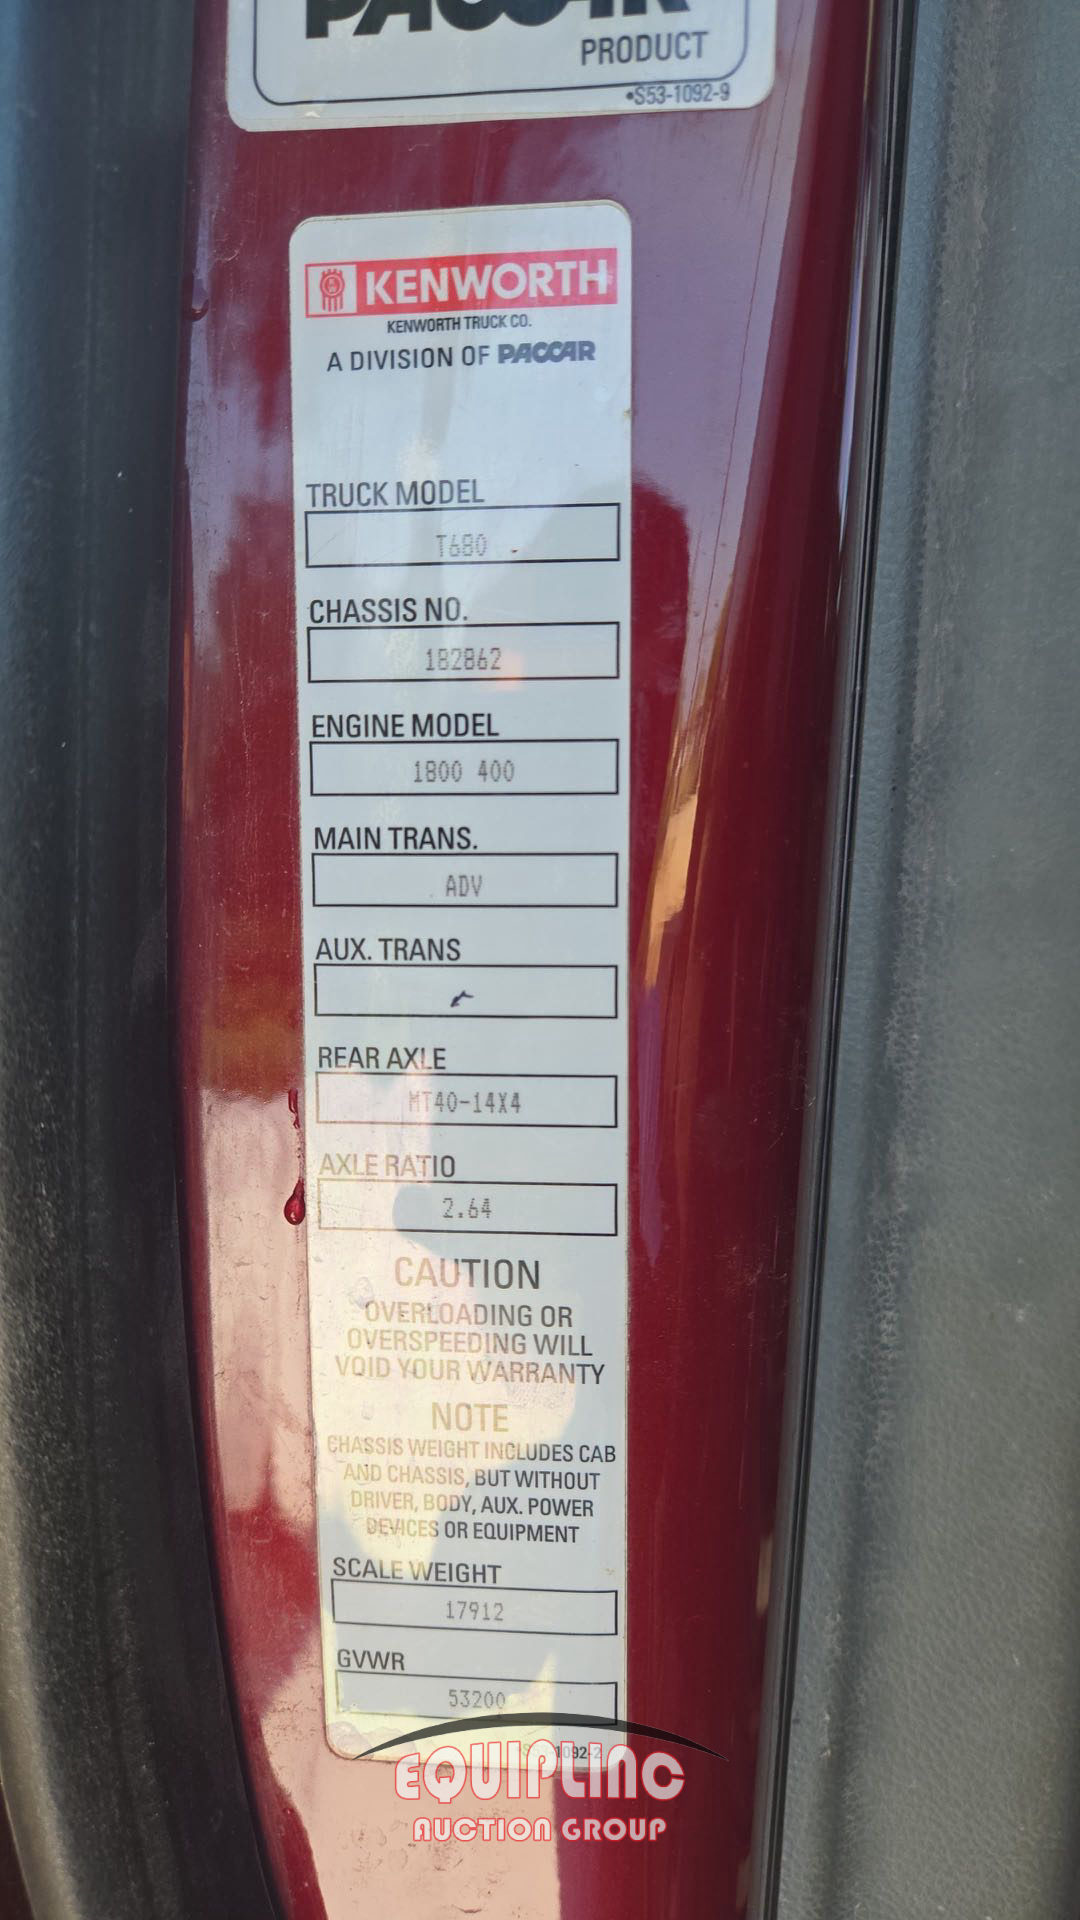 PACCAR
PRODUCT
•S53-1092-9
KENWORTH
KENWORTH TRUCK CO.
A DIVISION OF PACCAR
TRUCK MODEL
T680
CHASSIS NO.
182862
ENGINE MODEL
1800 400
MAIN TRANS.
ADV
AUX. TRANS
REAR AXLE
MT40-14X4
AXLE RATIO
2.64
CAUTION
OVERLOADING OR
OVERSPEEDING WILL
VOID YOUR WARRANTY
NOTE
CHASSIS WEIGHT INCLUDES CAB
AND CHASSIS, BUT WITHOUT
DRIVER, BODY, AUX. POWER
DEVICES OR EQUIPMENT
SCALE WEIGHT
17912
GVWR
53200
EQUIPLINC
AUCTION GROUP